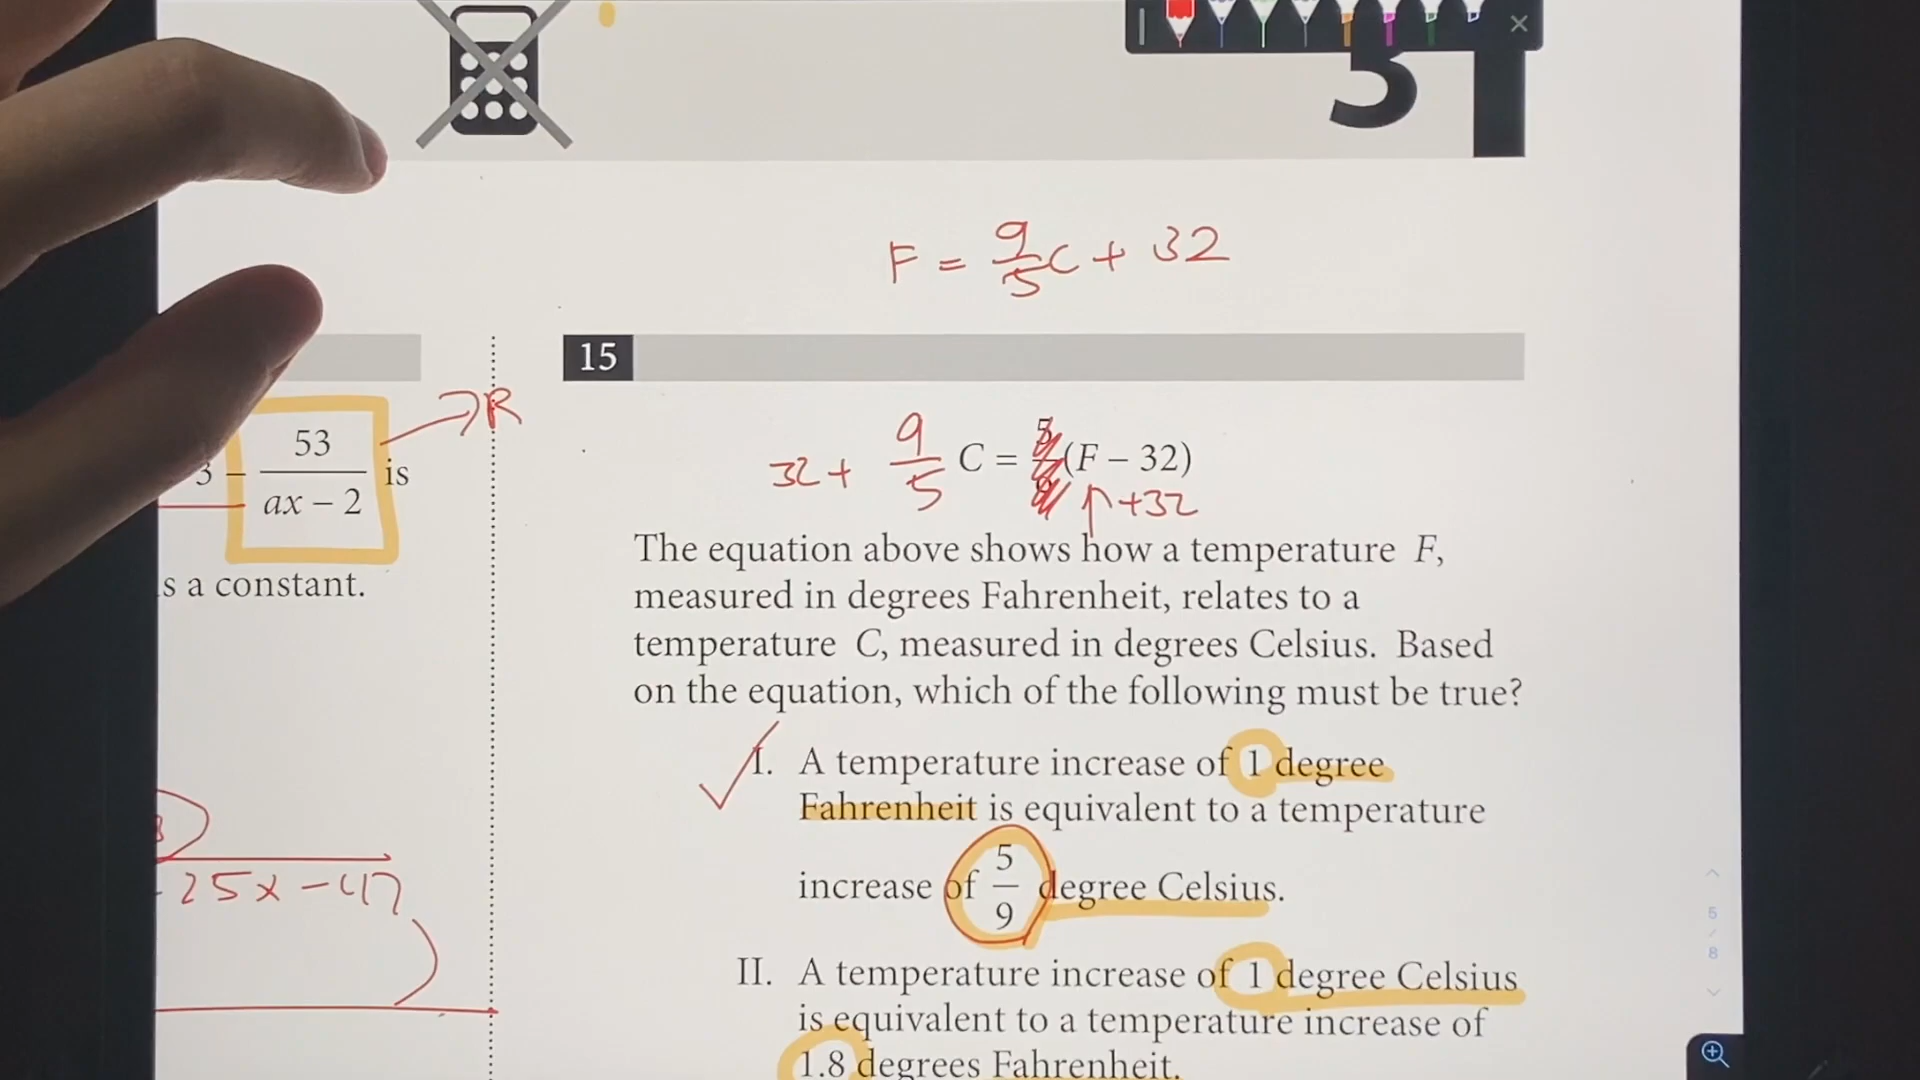 31
F = 9/5 C + 32
3 – 53/(ax – 2) is
→ R
s a constant.
-25x - 47
15
32 + 9/5 C = 5/9 (F – 32)
↑ +32
The equation above shows how a temperature F,
measured in degrees Fahrenheit, relates to a
temperature C, measured in degrees Celsius. Based
on the equation, which of the following must be true?
I. A temperature increase of 1 degree
Fahrenheit is equivalent to a temperature
increase of 5/9 degree Celsius.
II. A temperature increase of 1 degree Celsius
is equivalent to a temperature increase of
1.8 degrees Fahrenheit.
5
/
8